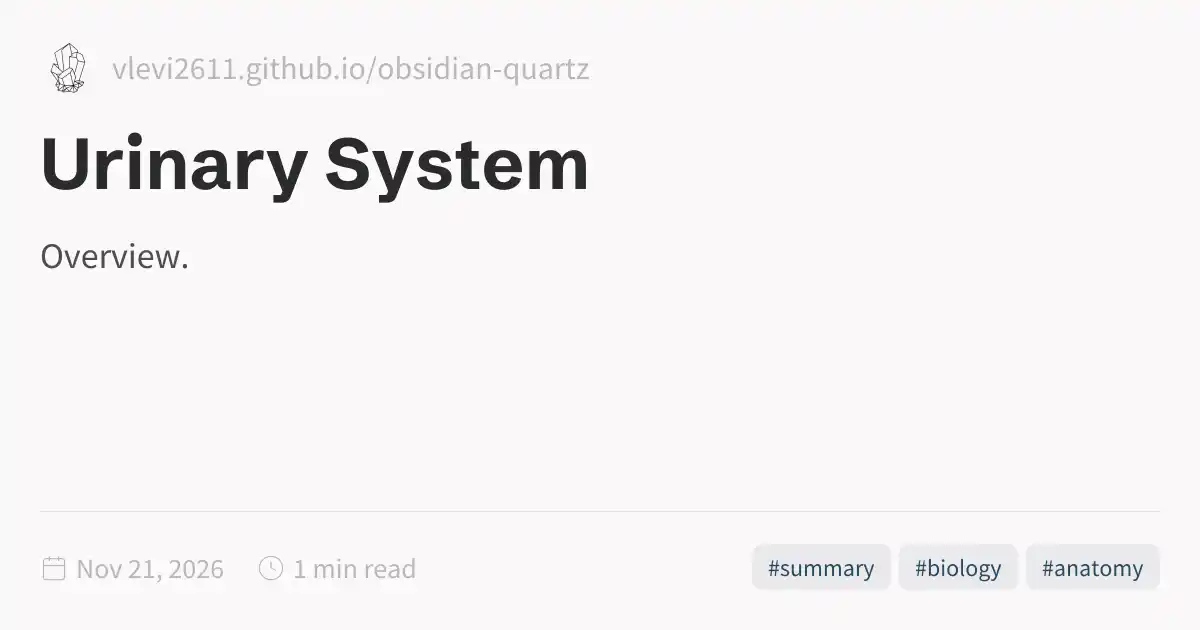 vlevi2611.github.io/obsidian-quartz
Urinary System
Overview.
Nov 21, 2026 1 min read #summary #biology #anatomy